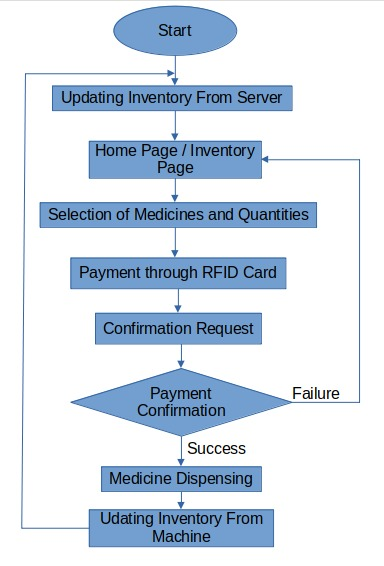 Start
Updating Inventory From Server
Home Page / Inventory
Page
Selection of Medicines and Quantities
Payment through RFID Card
Confirmation Request
Payment
Confirmation
Failure
Success
Medicine Dispensing
Udating Inventory From
Machine